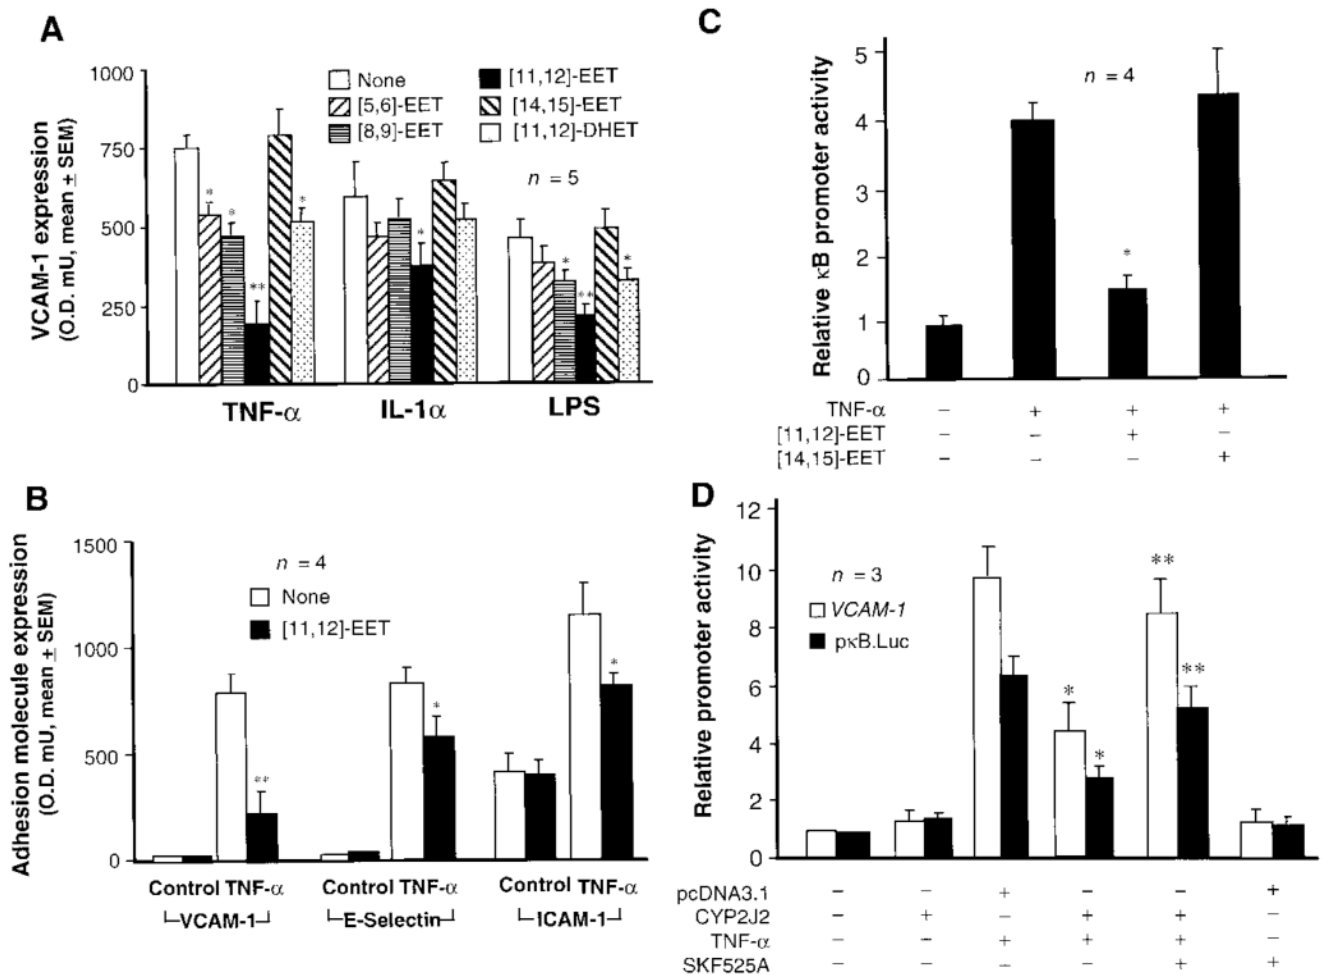 A
1000
750
500
250
0
VCAM-1 expression
(O.D. mU, mean ± SEM)
None
[5,6]-EET
[8,9]-EET
[11,12]-EET
[14,15]-EET
[11,12]-DHET
n = 5
* * ** *
*
* ** *
TNF-α IL-1α LPS
B
1500
1000
500
0
Adhesion molecule expression
(O.D. mU, mean ± SEM)
n = 4
None
[11,12]-EET
** * *
Control TNF-α Control TNF-α Control TNF-α
VCAM-1 E-Selectin ICAM-1
C
5
4
3
2
1
0
Relative κB promoter activity
n = 4
*
TNF-α − + + +
[11,12]-EET − − + −
[14,15]-EET − − − +
D
12
10
8
6
4
2
0
Relative promoter activity
n = 3
VCAM-1
pκB.Luc
* * ** **
pcDNA3.1 − − + − − +
CYP2J2 − + − + + −
TNF-α − − + + + −
SKF525A − − − − + +